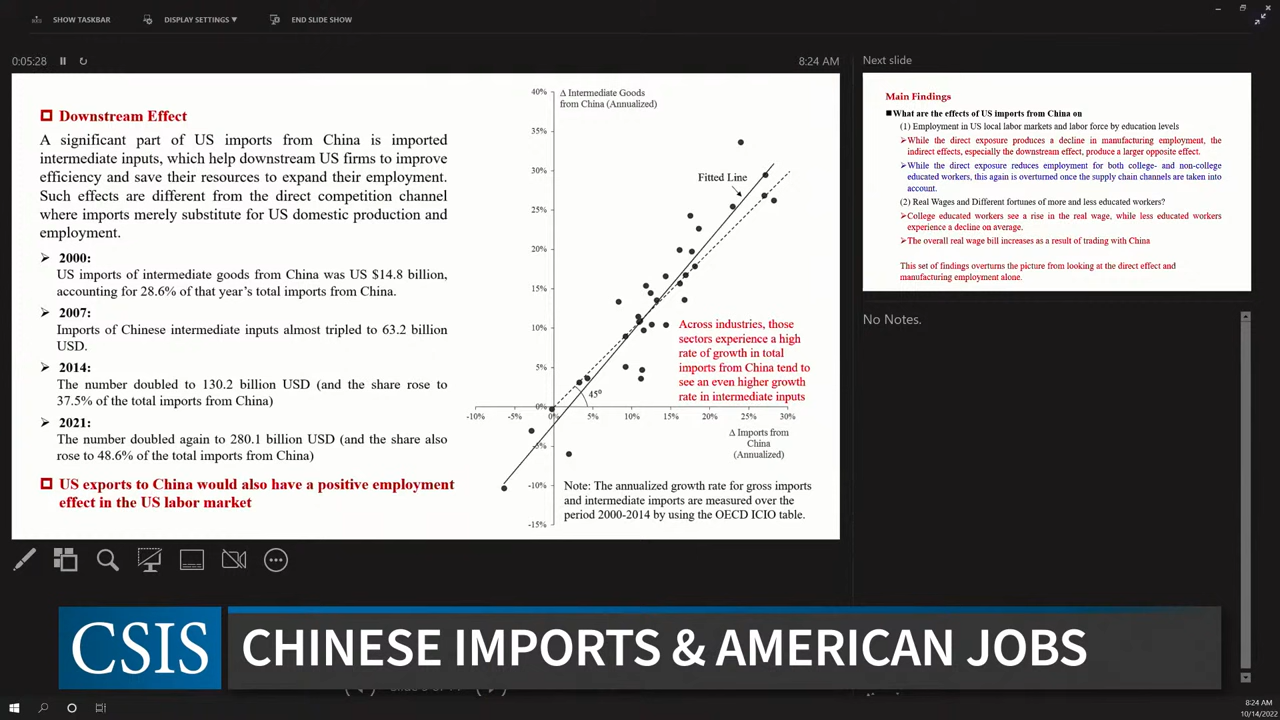 SHOW TASKBAR
DISPLAY SETTINGS ▼
END SLIDE SHOW
0:05:28
8:24 AM
Downstream Effect
A significant part of US imports from China is imported
intermediate inputs, which help downstream US firms to improve
efficiency and save their resources to expand their employment.
Such effects are different from the direct competition channel
where imports merely substitute for US domestic production and
employment.
➢ 2000:
US imports of intermediate goods from China was US $14.8 billion,
accounting for 28.6% of that year's total imports from China.
➢ 2007:
Imports of Chinese intermediate inputs almost tripled to 63.2 billion
USD.
➢ 2014:
The number doubled to 130.2 billion USD (and the share rose to
37.5% of the total imports from China)
➢ 2021:
The number doubled again to 280.1 billion USD (and the share also
rose to 48.6% of the total imports from China)
US exports to China would also have a positive employment
effect in the US labor market
Δ Intermediate Goods
from China (Annualized)
40%
35%
30%
25%
20%
15%
10%
5%
0%
-5%
-10%
-15%
Fitted Line
45⁰
-10%
-5%
0%
5%
10%
15%
20%
25%
30%
Across industries, those
sectors experience a high
rate of growth in total
imports from China tend to
see an even higher growth
rate in intermediate inputs
Δ Imports from
China
(Annualized)
Note: The annualized growth rate for gross imports
and intermediate imports are measured over the
period 2000-2014 by using the OECD ICIO table.
Next slide
Main Findings
■What are the effects of US imports from China on
(1) Employment in US local labor markets and labor force by education levels
➢While the direct exposure produces a decline in manufacturing employment, the
indirect effects, especially the downstream effect, produce a larger opposite effect.
➢While the direct exposure reduces employment for both college- and non-college
educated workers, this again is overturned once the supply chain channels are taken into
account.
(2) Real Wages and Different fortunes of more and less educated workers?
➢College educated workers see a rise in the real wage, while less educated workers
experience a decline on average.
➢The overall real wage bill increases as a result of trading with China
This set of findings overturns the picture from looking at the direct effect and
manufacturing employment alone.
No Notes.
CSIS
CHINESE IMPORTS & AMERICAN JOBS
8:24 AM
10/14/2022